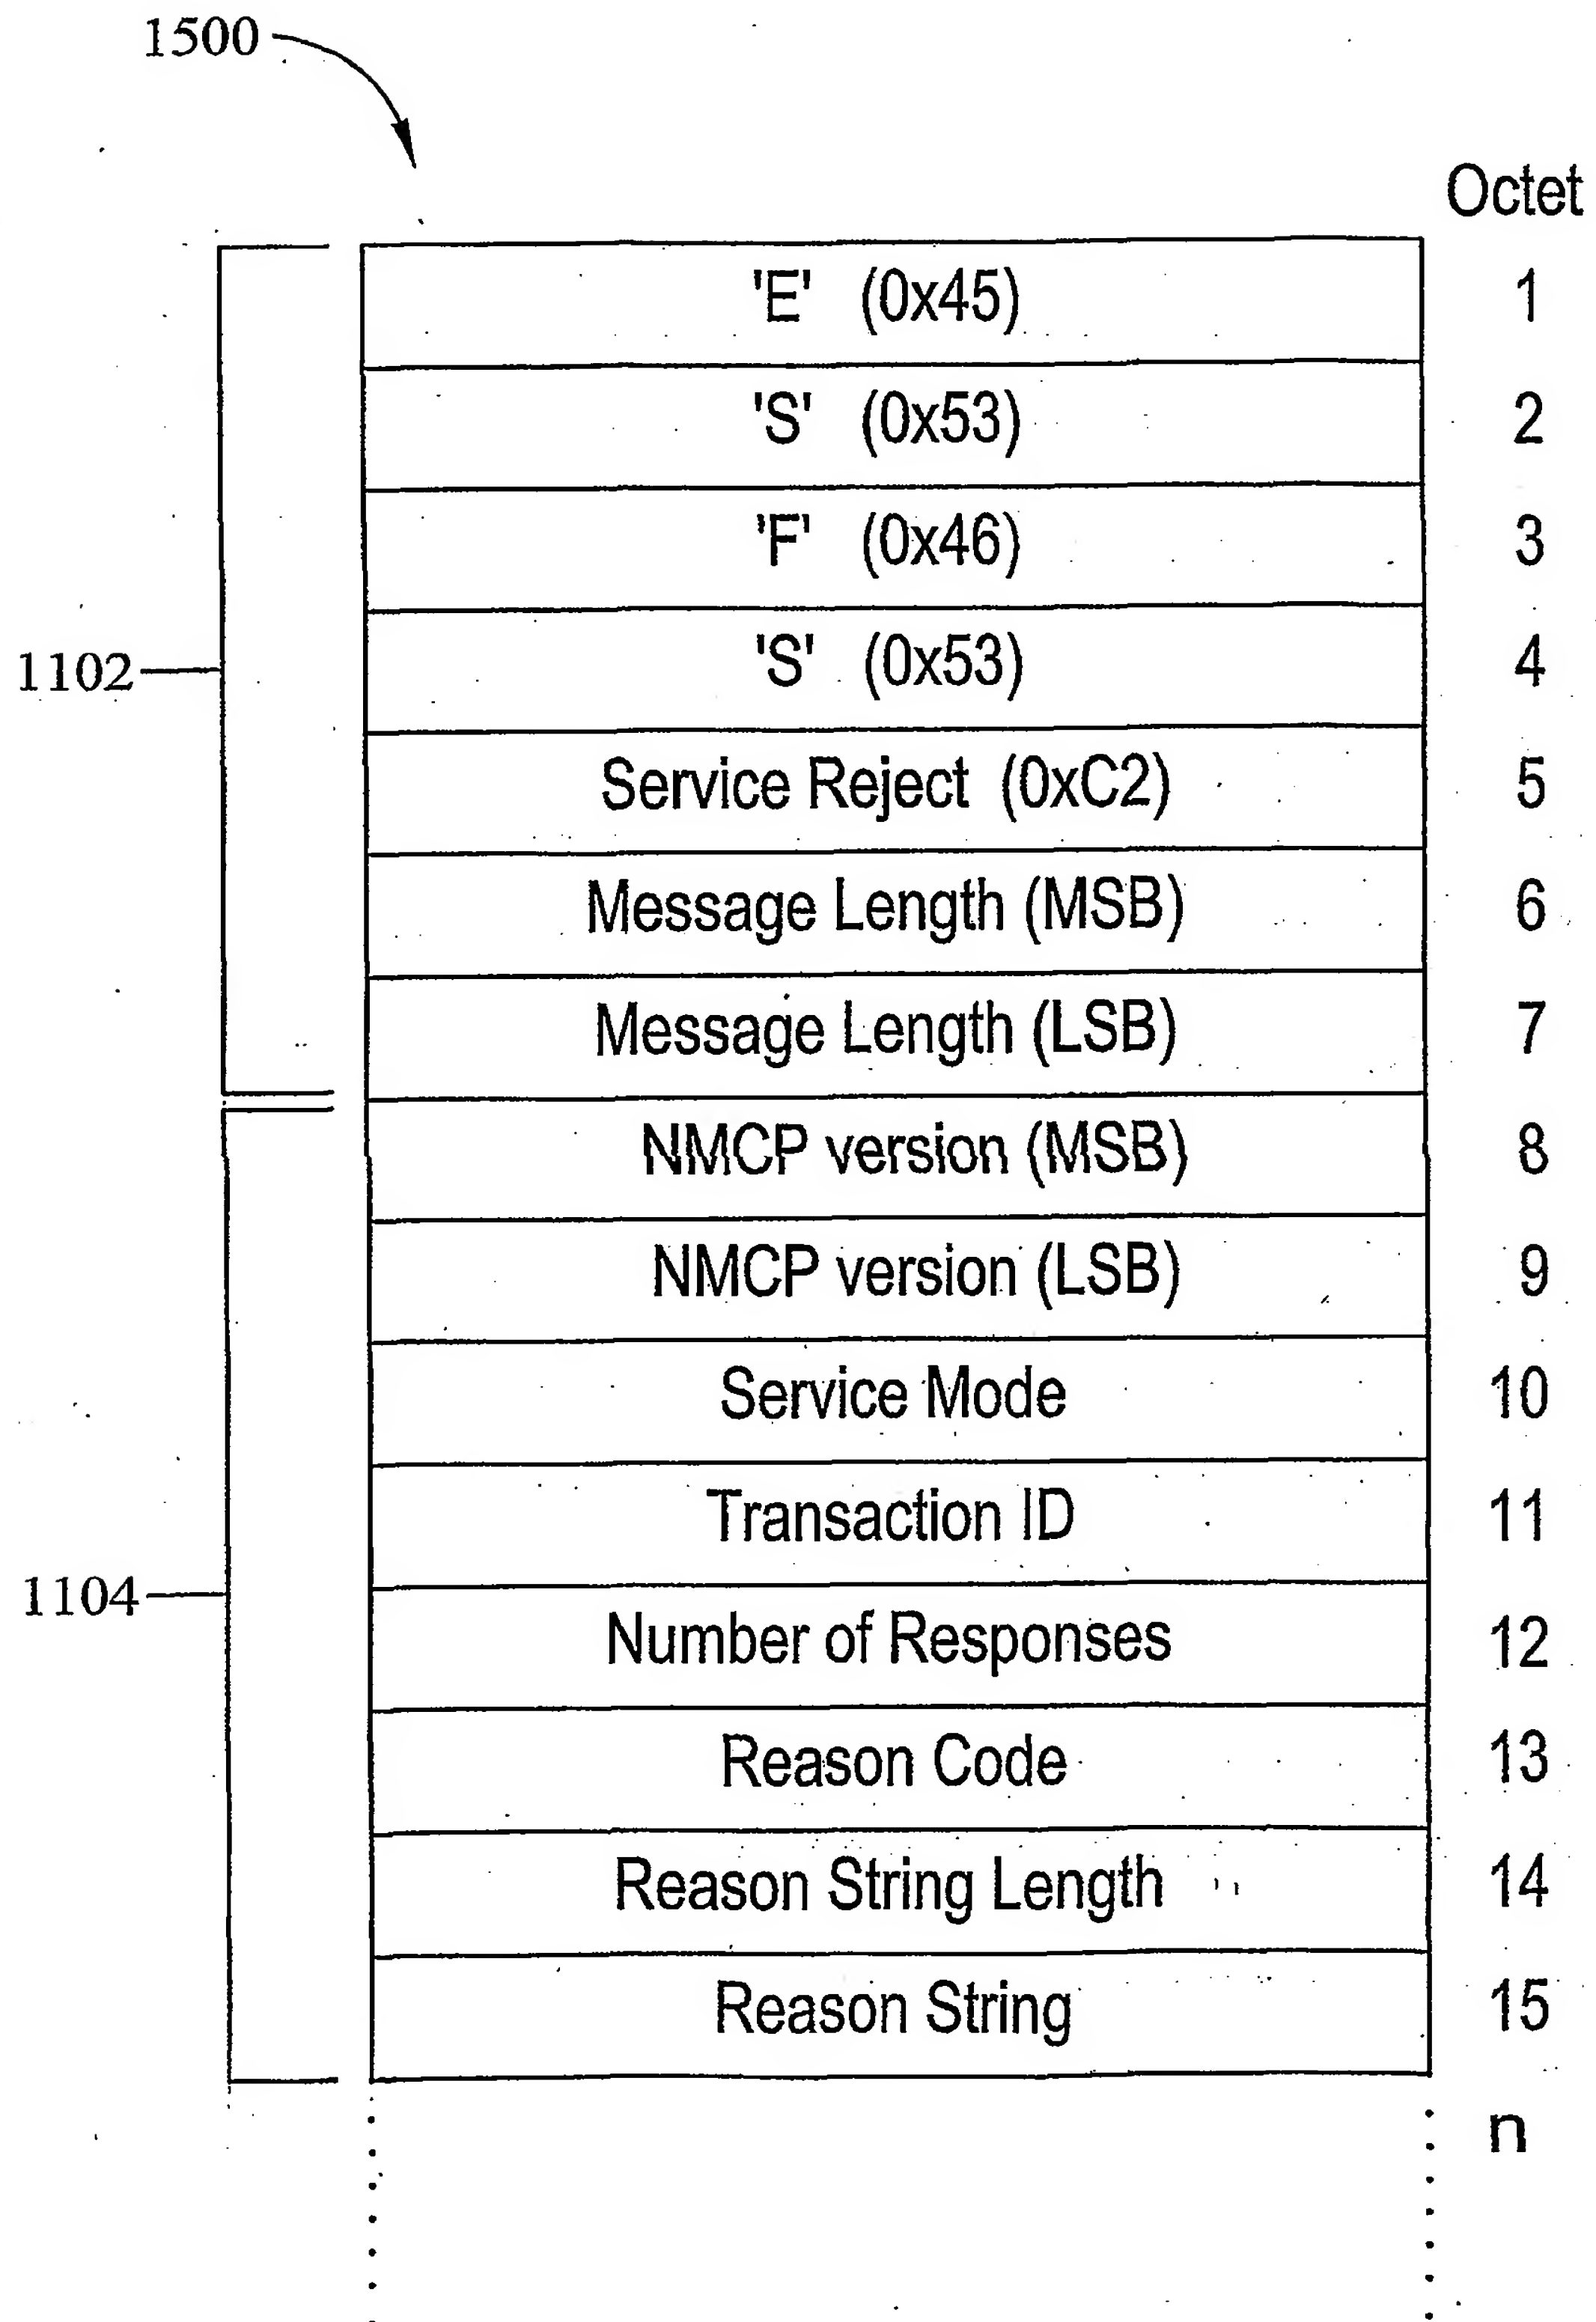 1500
Octet
'E' (0x45) 1
'S' (0x53) 2
'F' (0x46) 3
1102 'S' (0x53) 4
Service Reject (0xC2) 5
Message Length (MSB) 6
Message Length (LSB) 7
NMCP version (MSB) 8
NMCP version (LSB) 9
Service Mode 10
Transaction ID 11
1104 Number of Responses 12
Reason Code 13
Reason String Length 14
Reason String 15
n